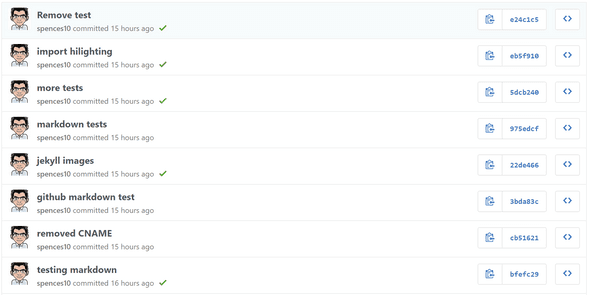 Remove test
spences10 committed 15 hours ago
e24c1c5
import hilighting
spences10 committed 15 hours ago
eb5f910
more tests
spences10 committed 15 hours ago
5dcb240
markdown tests
spences10 committed 15 hours ago
975edcf
jekyll images
spences10 committed 15 hours ago
22de466
github markdown test
spences10 committed 15 hours ago
3bda83c
removed CNAME
spences10 committed 15 hours ago
cb51621
testing markdown
spences10 committed 16 hours ago
bfefc29